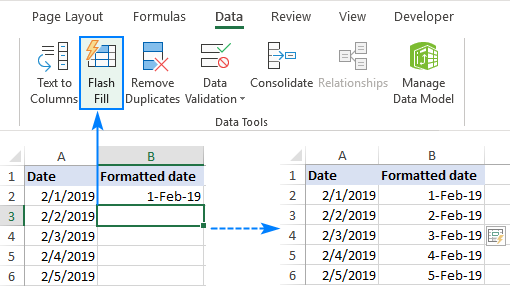 Page Layout Formulas Data Review View Developer
Text to Columns
Flash Fill
Remove Duplicates
Data Validation
Consolidate
Relationships
Manage Data Model
Data Tools
A B
1 Date Formatted date
2 2/1/2019 1-Feb-19
3 2/2/2019
4 2/3/2019
5 2/4/2019
6 2/5/2019
A B
1 Date Formatted date
2 2/1/2019 1-Feb-19
3 2/2/2019 2-Feb-19
4 2/3/2019 3-Feb-19
5 2/4/2019 4-Feb-19
6 2/5/2019 5-Feb-19